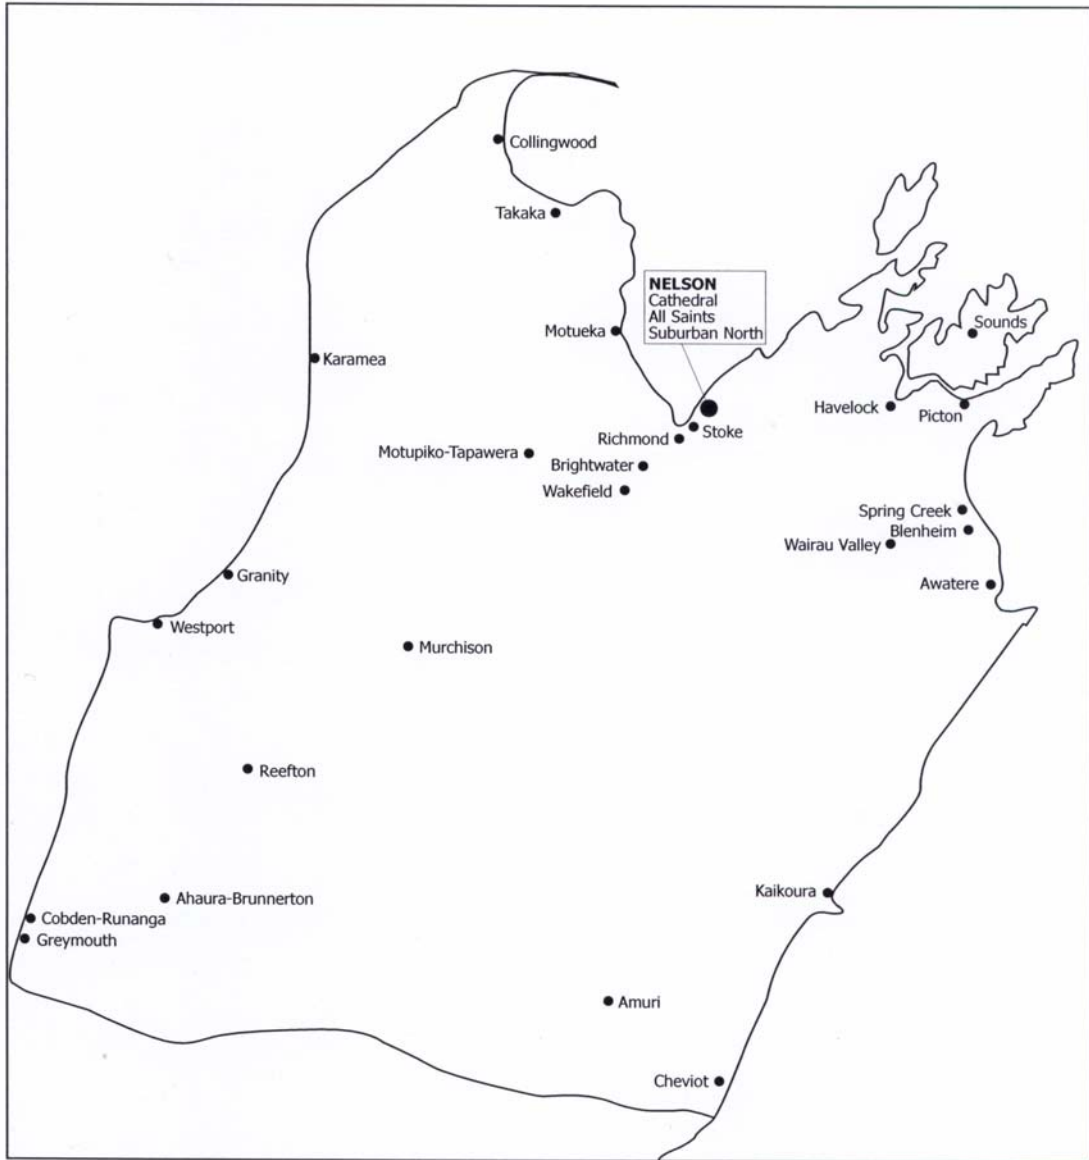 Collingwood
Takaka
NELSON
Cathedral
All Saints
Suburban North
Sounds
Motueka
Karamea
Havelock
Picton
Stoke
Richmond
Motupiko-Tapawera
Brightwater
Wakefield
Spring Creek
Blenheim
Wairau Valley
Granity
Awatere
Westport
Murchison
Reefton
Kaikoura
Ahaura-Brunnerton
Cobden-Runanga
Greymouth
Amuri
Cheviot